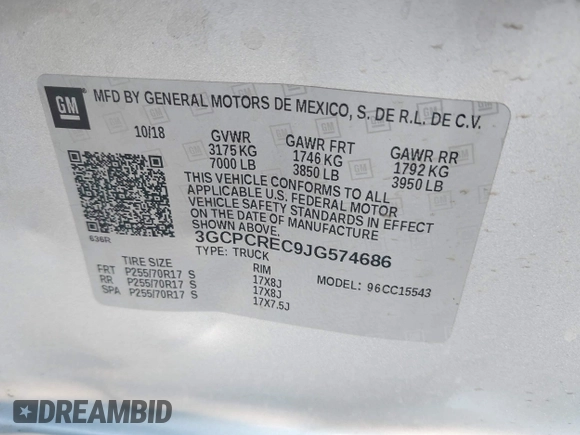 GM
MFD BY GENERAL MOTORS DE MEXICO, S. DE R.L. DE C.V.
10/18 GVWR GAWR FRT GAWR RR
3175 KG 1746 KG 1792 KG
7000 LB 3850 LB 3950 LB
THIS VEHICLE CONFORMS TO ALL
APPLICABLE U.S. FEDERAL MOTOR
VEHICLE SAFETY STANDARDS IN EFFECT
ON THE DATE OF MANUFACTURE
SHOWN ABOVE.
636R
3GCPCREC9JG574686
TYPE: TRUCK
TIRE SIZE RIM
FRT P255/70R17 S 17X8J MODEL: 96CC15543
RR P255/70R17 S 17X8J
SPA P255/70R17 S 17X7.5J
DREAMBID